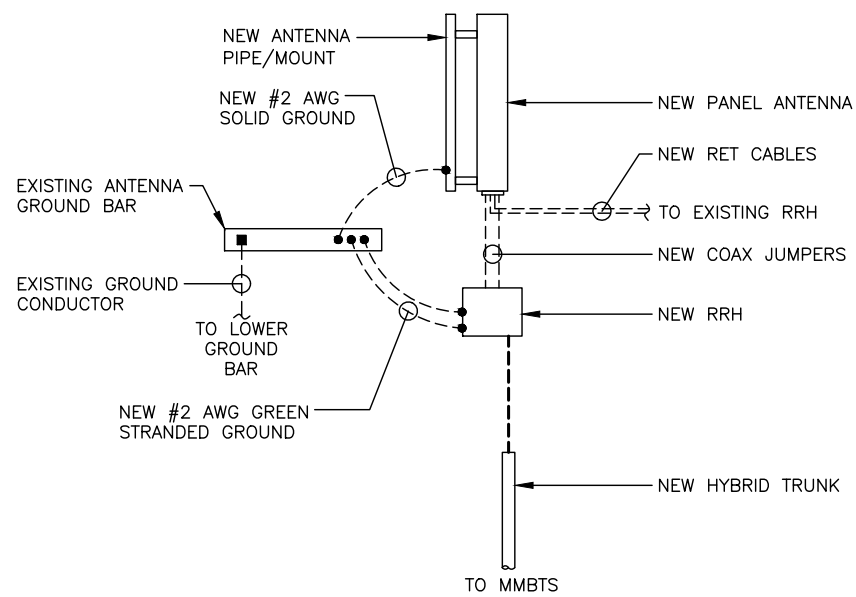 NEW ANTENNA
PIPE/MOUNT
NEW #2 AWG
SOLID GROUND
NEW PANEL ANTENNA
NEW RET CABLES
EXISTING ANTENNA
GROUND BAR
TO EXISTING RRH
NEW COAX JUMPERS
EXISTING GROUND
CONDUCTOR
NEW RRH
TO LOWER
GROUND
BAR
NEW #2 AWG GREEN
STRANDED GROUND
NEW HYBRID TRUNK
TO MMBTS